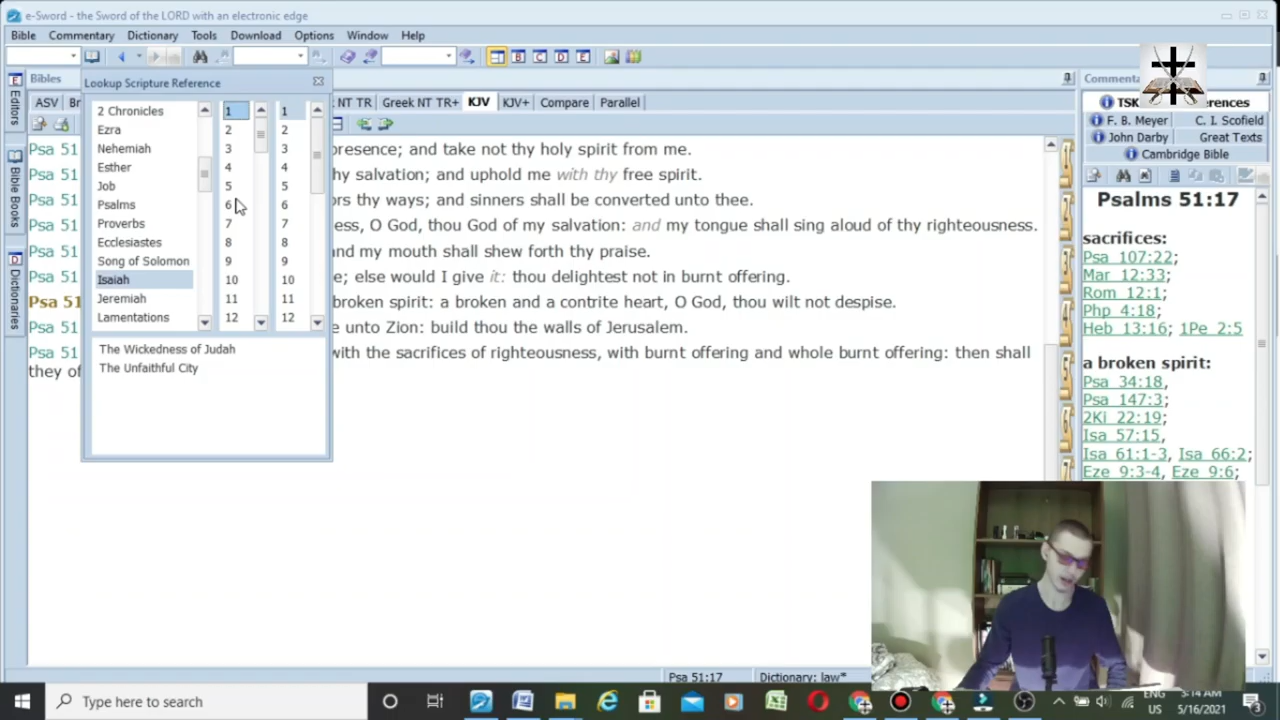 e-Sword - the Sword of the LORD with an electronic edge
Bible Commentary Dictionary Tools Download Options Window Help
Editors
Bible Books
Dictionaries
Bibles
ASV
NT TR Greek NT TR+ KJV KJV+ Compare Parallel
Lookup Scripture Reference
2 Chronicles 1 1
Ezra 2 2
Nehemiah 3 3
Esther 4 4
Job 5 5
Psalms 6 6
Proverbs 7 7
Ecclesiastes 8 8
Song of Solomon 9 9
Isaiah 10 10
Jeremiah 11 11
Lamentations 12 12
The Wickedness of Judah
The Unfaithful City
Psa 51 presence; and take not thy holy spirit from me.
Psa 51 hy salvation; and uphold me with thy free spirit.
Psa 51 ors thy ways; and sinners shall be converted unto thee.
Psa 51 ess, O God, thou God of my salvation: and my tongue shall sing aloud of thy righteousness.
Psa 51 and my mouth shall shew forth thy praise.
Psa 51 e; else would I give it: thou delightest not in burnt offering.
Psa 51 broken spirit: a broken and a contrite heart, O God, thou wilt not despise.
Psa 51 e unto Zion: build thou the walls of Jerusalem.
Psa 51 with the sacrifices of righteousness, with burnt offering and whole burnt offering: then shall
they of
Commenta
TSK erences
F. B. Meyer C. I. Scofield
John Darby Great Texts
Cambridge Bible
Psalms 51:17
sacrifices:
Psa 107:22;
Mar 12:33;
Rom 12:1;
Php 4:18;
Heb 13:16; 1Pe 2:5
a broken spirit:
Psa 34:18,
Psa 147:3;
2Ki 22:19;
Isa 57:15,
Isa 61:1-3, Isa 66:2;
Eze 9:3-4, Eze 9:6;
Psa 51:17 Dictionary: law*
Type here to search
ENG
US
5:14 AM
5/16/2021
3